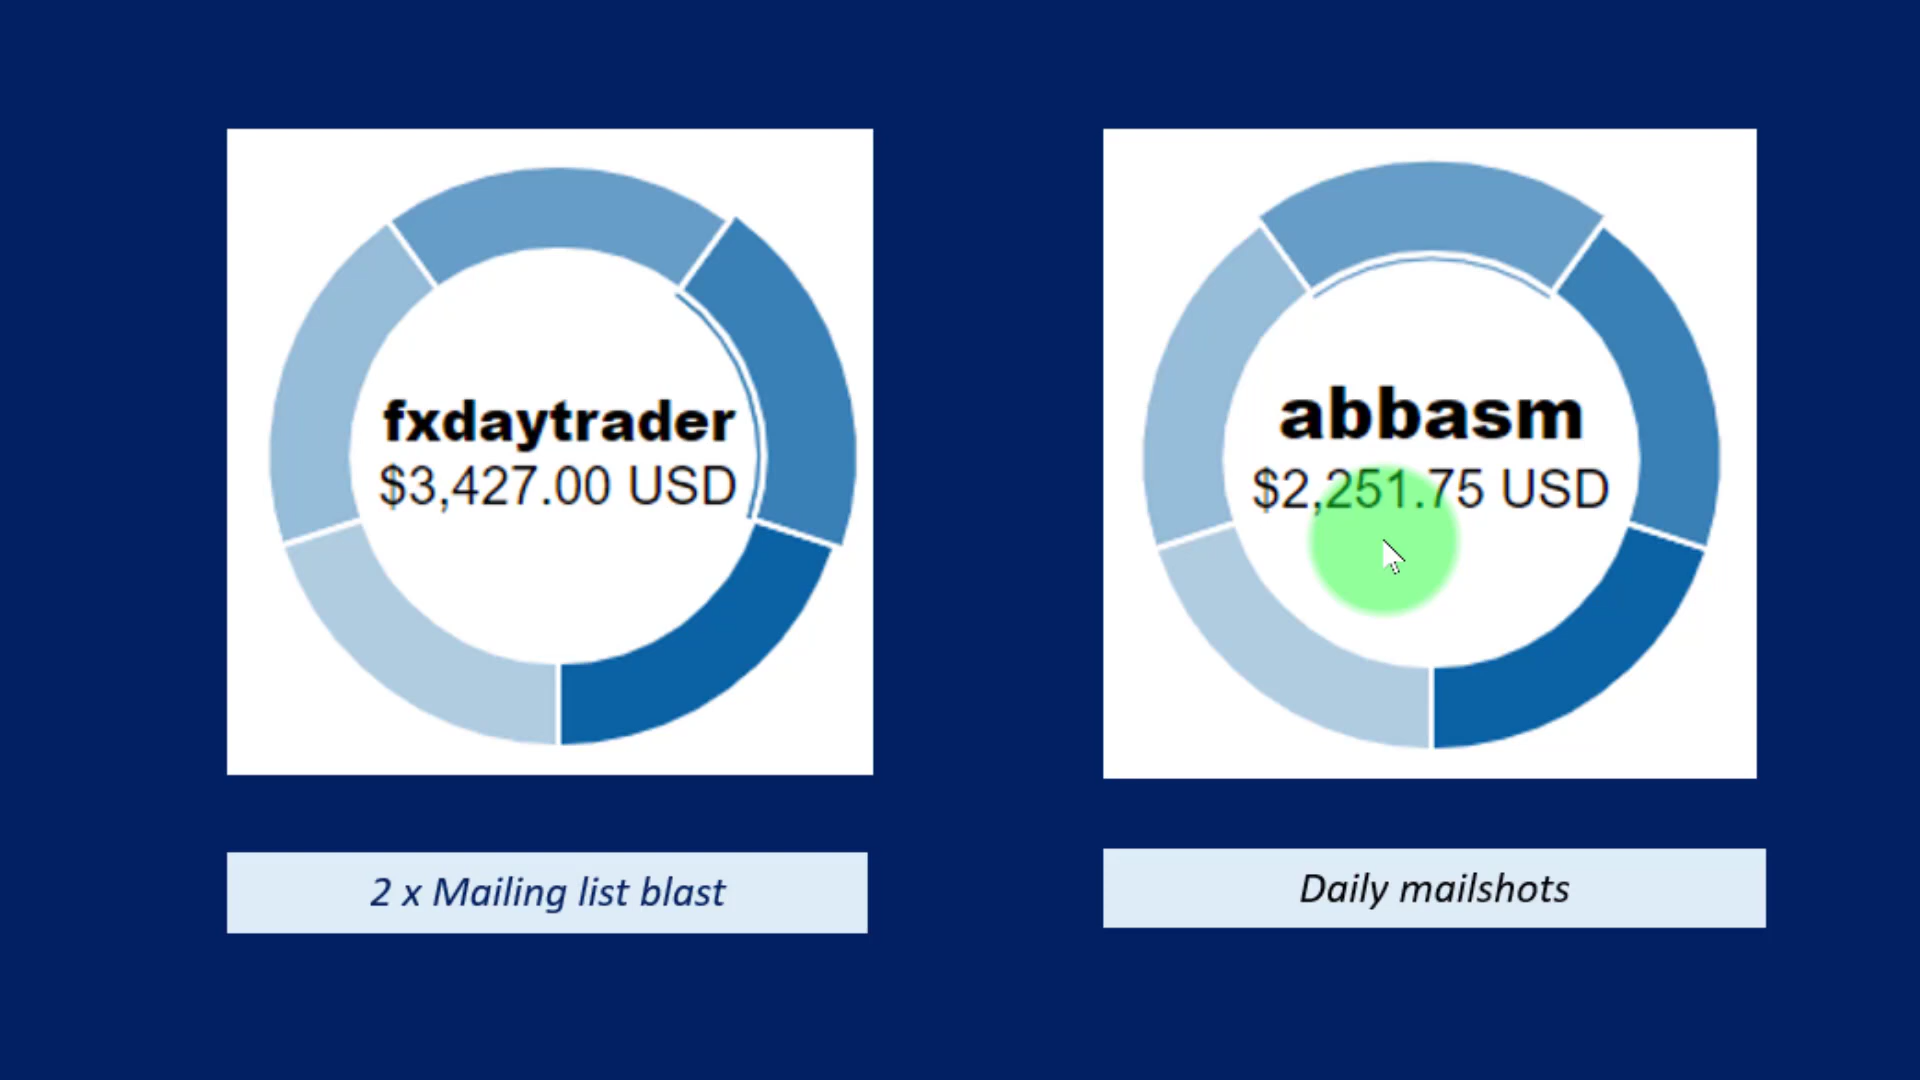 fxdaytrader
$3,427.00 USD
2 x Mailing list blast
abbasm
$2,251.75 USD
Daily mailshots